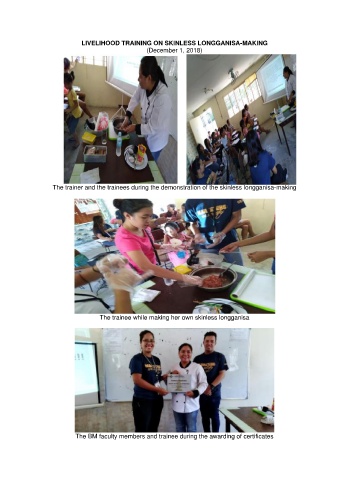 LIVELIHOOD TRAINING ON SKINLESS LONGGANISA-MAKING
(December 1, 2018)
The trainer and the trainees during the demonstration of the skinless longganisa-making
The trainee while making her own skinless longganisa
The BM faculty members and trainee during the awarding of certificates